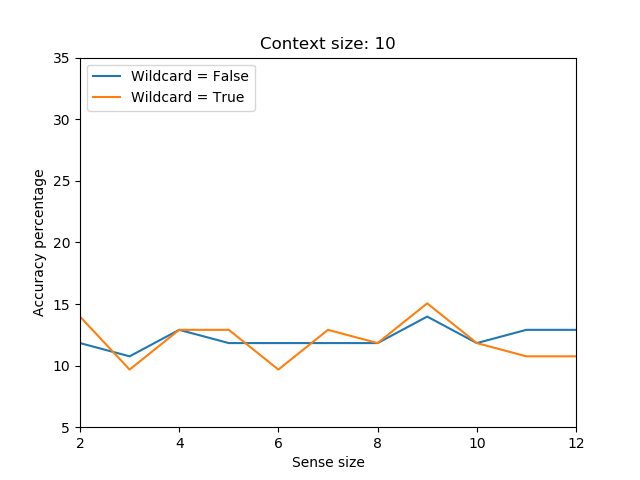 Context size: 10
Wildcard = False
Wildcard = True
Accuracy percentage
35
30
25
20
15
10
5
2 4 6 8 10 12
Sense size